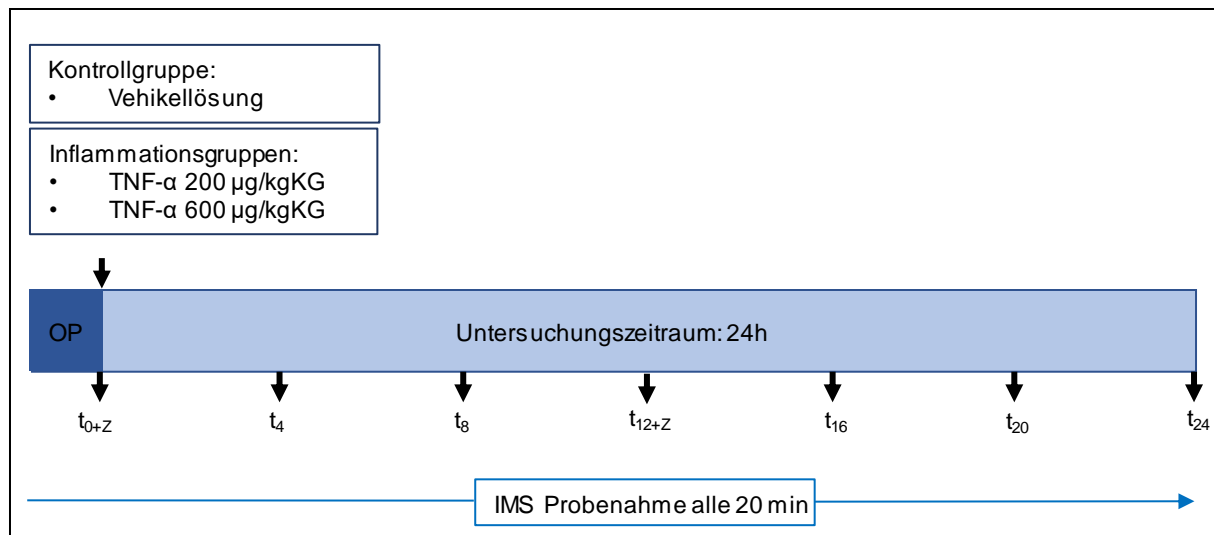 Kontrollgruppe:
• Vehikellösung
Inflammationsgruppen:
• TNF-α 200 µg/kgKG
• TNF-α 600 µg/kgKG
OP
Untersuchungszeitraum: 24h
t0+Z t4 t8 t12+Z t16 t20 t24
IMS Probenahme alle 20 min